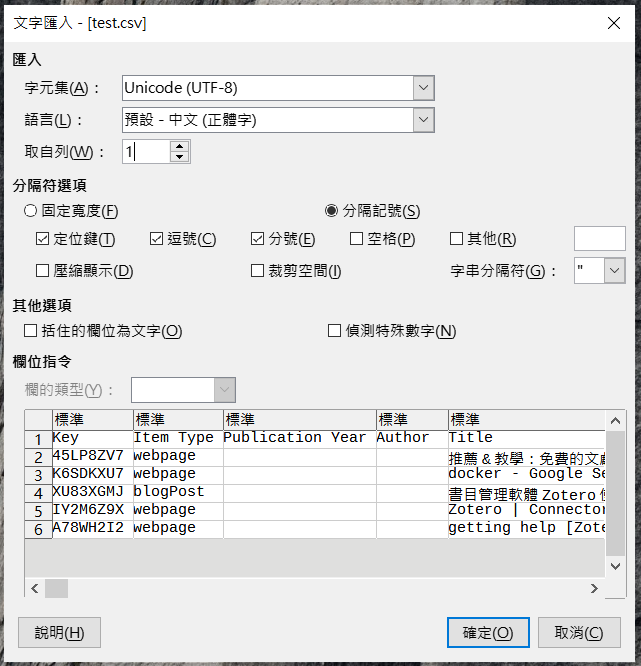 文字匯入 - [test.csv]
匯入
字元集(A)： Unicode (UTF-8)
語言(L)： 預設 - 中文 (正體字)
取自列(W)： 1
分隔符選項
固定寬度(F) 分隔記號(S)
定位鍵(T) 逗號(C) 分號(E) 空格(P) 其他(R)
壓縮顯示(D) 裁剪空間(I) 字串分隔符(G)： "
其他選項
括住的欄位為文字(O) 偵測特殊數字(N)
欄位指令
欄的類型(Y)：
標準 標準 標準 標準 標準
1 Key Item Type Publication Year Author Title
2 45LP8ZV7 webpage 推薦 & 教學：免費的文
3 K6SDKXU7 webpage docker - Google Se
4 XU83XGMJ blogPost 書目管理軟體 Zotero
5 IY2M6Z9X webpage Zotero | Connector
6 A78WH2I2 webpage getting help [Zote
說明(H) 確定(O) 取消(C)